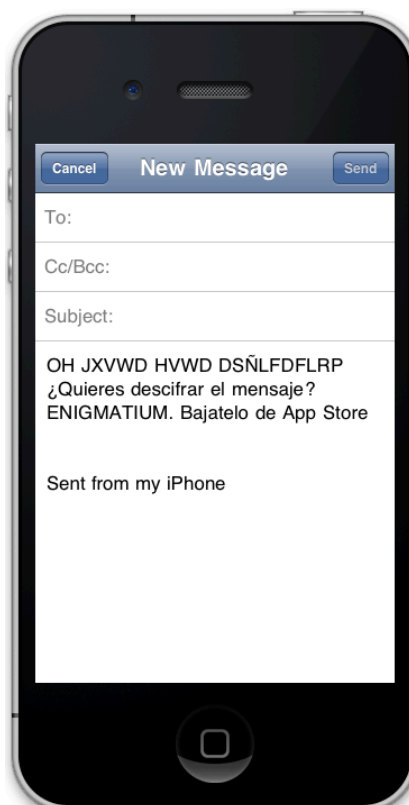 Cancel New Message Send
To:
Cc/Bcc:
Subject:
OH JXVWD HVWD DSÑLFDFLRP
¿Quieres descifrar el mensaje?
ENIGMATIUM. Bajatelo de App Store
Sent from my iPhone